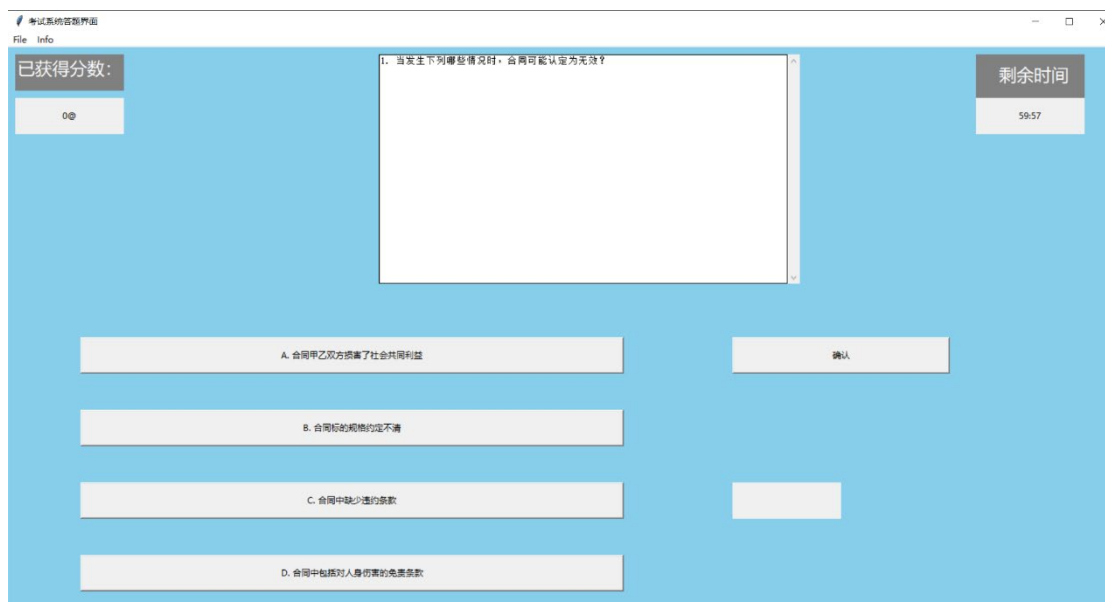 考试系统答题界面
File Info
已获得分数：
0@
1. 当发生下列哪些情况时，合同可能认定为无效？
剩余时间
59:57
A. 合同甲乙双方损害了社会共同利益
确认
B. 合同标的规格约定不清
C. 合同中缺少违约条款
D. 合同中包括对人身伤害的免责条款